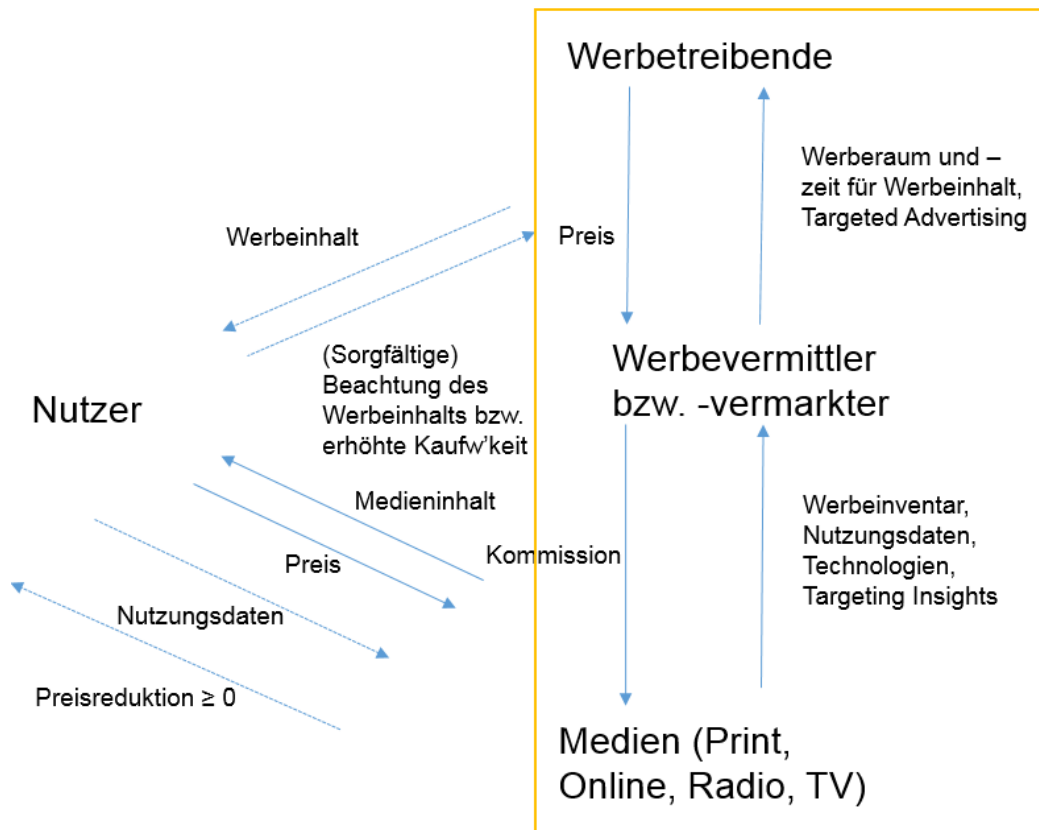 Werbetreibende
Werberaum und –
zeit für Werbeinhalt,
Targeted Advertising
Werbeinhalt
Preis
(Sorgfältige)
Beachtung des
Werbeinhalts bzw.
erhöhte Kaufw’keit
Werbevermittler
bzw. -vermarkter
Nutzer
Medieninhalt
Preis
Kommission
Werbeinventar,
Nutzungsdaten,
Technologien,
Targeting Insights
Nutzungsdaten
Preisreduktion ≥ 0
Medien (Print,
Online, Radio, TV)